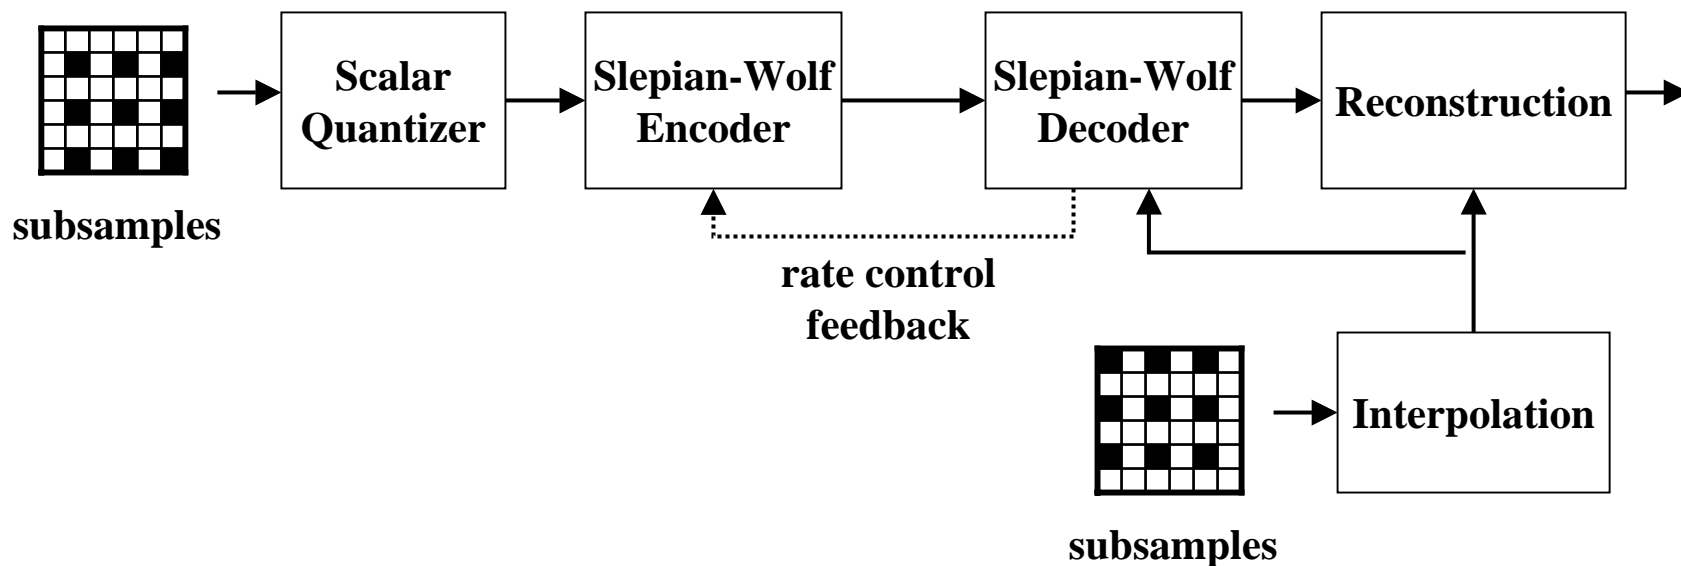 Scalar
Quantizer
Slepian-Wolf
Encoder
Slepian-Wolf
Decoder
Reconstruction
subsamples
rate control
feedback
Interpolation
subsamples